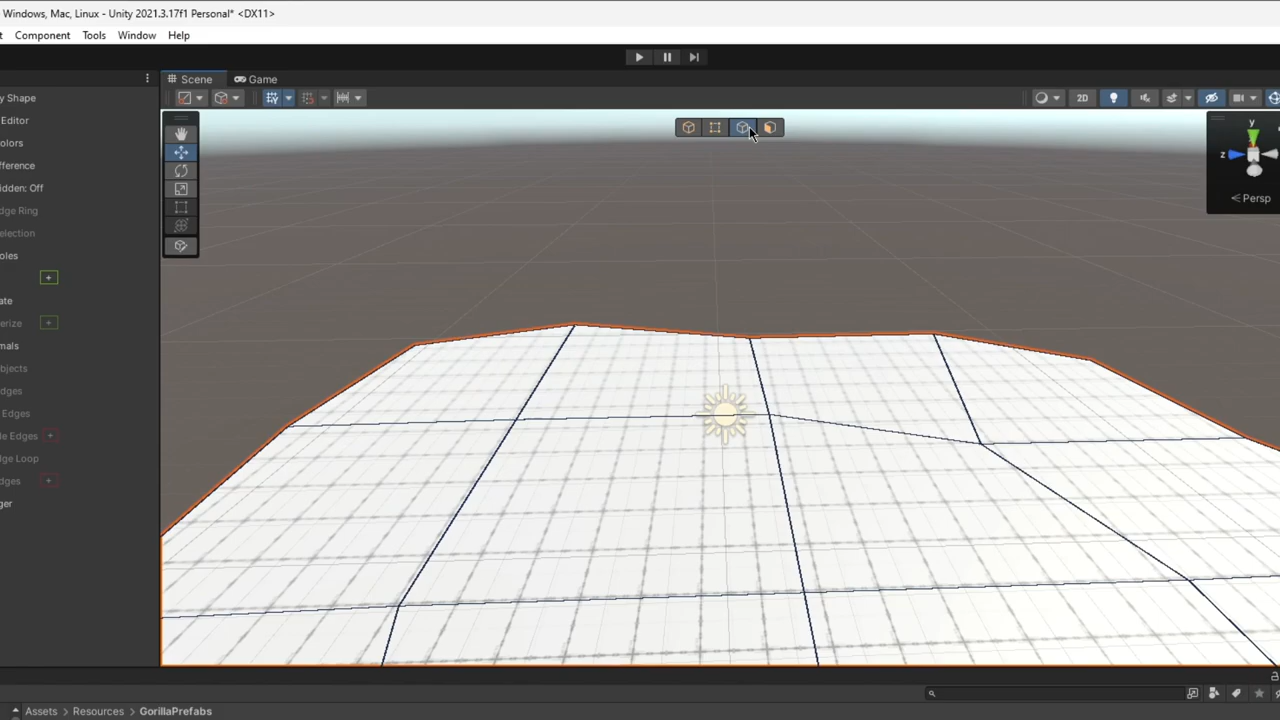 Windows, Mac, Linux - Unity 2021.3.17f1 Personal* <DX11>
t Component Tools Window Help
Scene Game
y Shape
2D
Editor
olors
y
fference
z
idden: Off
Persp
dge Ring
election
oles
ate
erize
mals
bjects
dges
Edges
le Edges
dge Loop
dges
ger
Assets Resources GorillaPrefabs